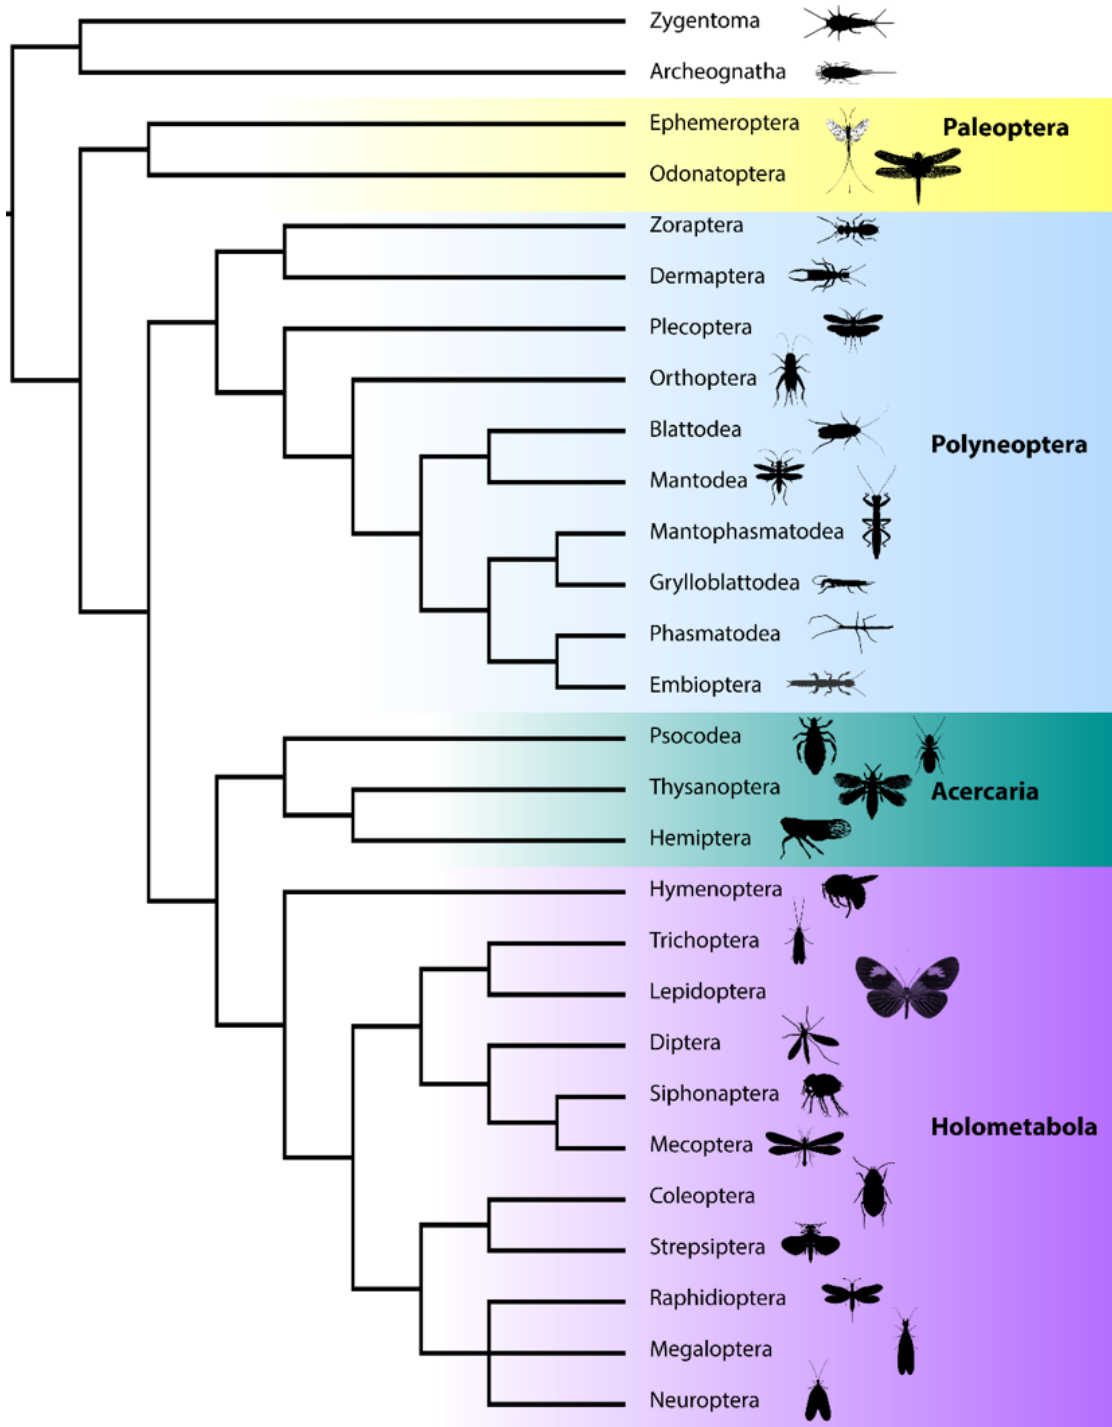 Zygentoma
Archeognatha
Ephemeroptera
Paleoptera
Odonatoptera
Zoraptera
Dermaptera
Plecoptera
Orthoptera
Blattodea
Polyneoptera
Mantodea
Mantophasmatodea
Grylloblattodea
Phasmatodea
Embioptera
Psocodea
Thysanoptera
Acercaria
Hemiptera
Hymenoptera
Trichoptera
Lepidoptera
Diptera
Siphonaptera
Holometabola
Mecoptera
Coleoptera
Strepsiptera
Raphidioptera
Megaloptera
Neuroptera